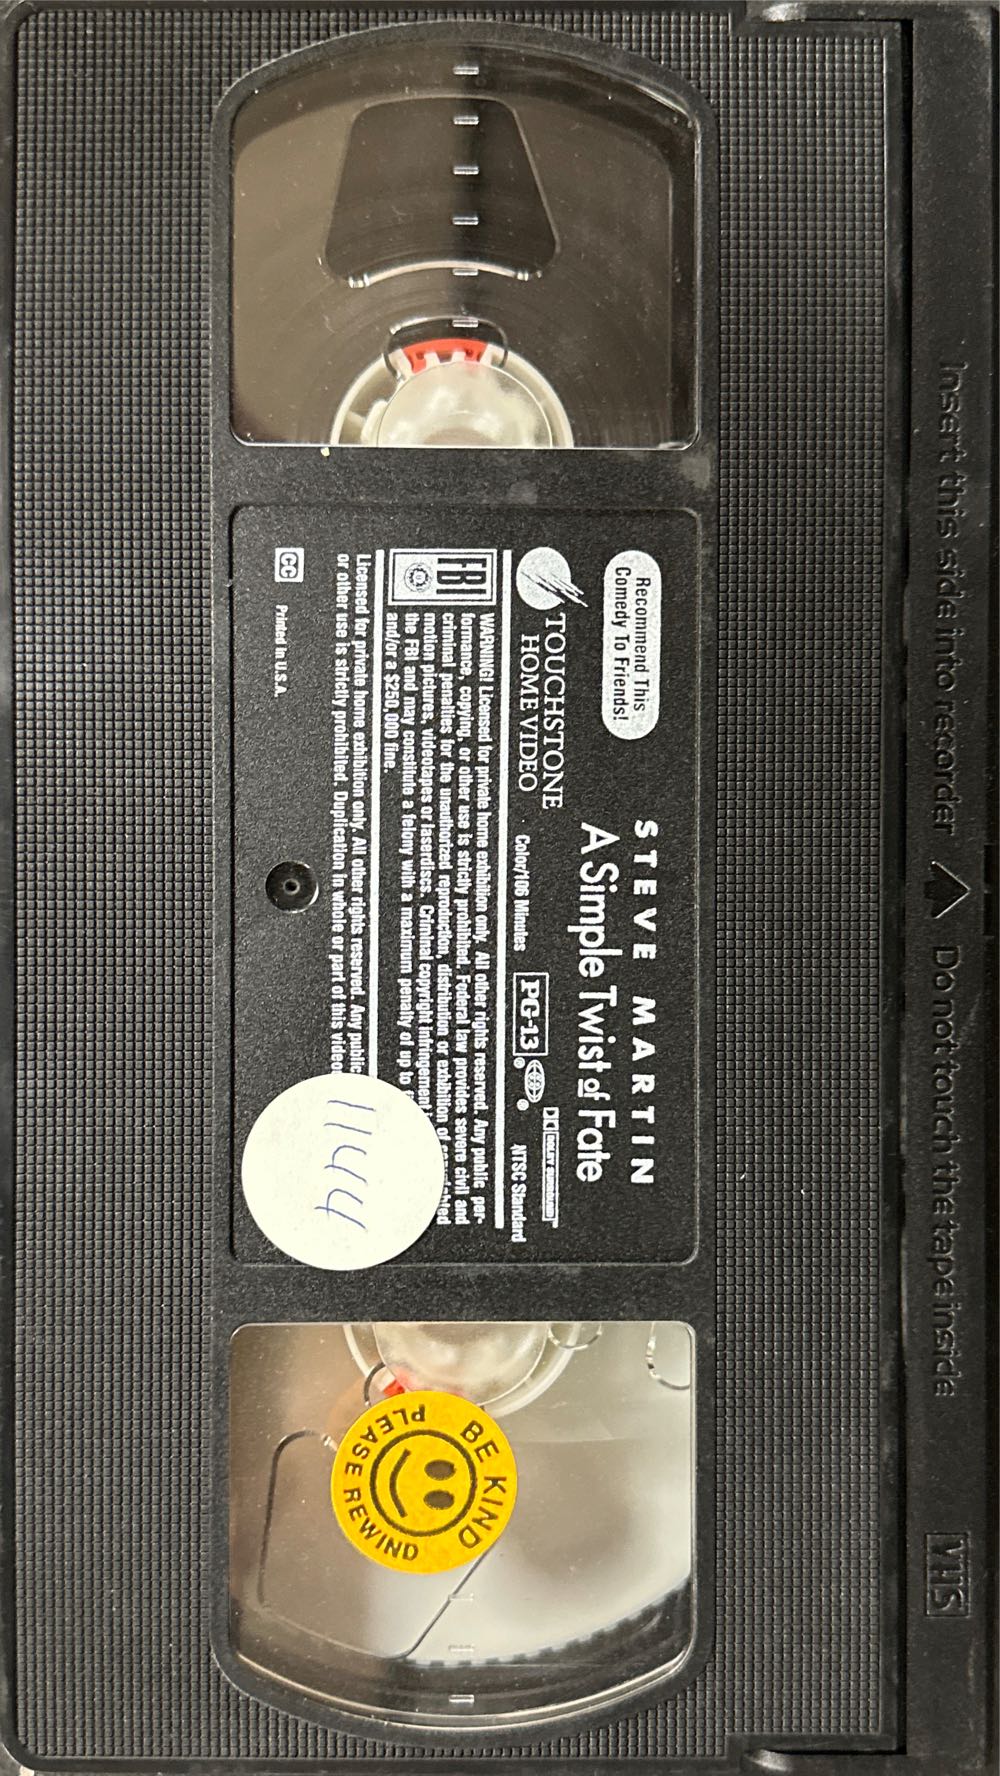 Insert this side into recorder
Do not touch the tape inside
VHS
Recommend This
Comedy To Friends!
STEVE MARTIN
A Simple Twist of Fate
TOUCHSTONE
HOME VIDEO
Color/106 Minutes
PG-13
®
®
DOLBY SURROUND
NTSC Standard
FBI
WARNING! Licensed for private home exhibition only. All other rights reserved. Any public per-
formance, copying, or other use is strictly prohibited. Federal law provides severe civil and
criminal penalties for the unauthorized reproduction, distribution or exhibition of
motion pictures, videotapes or laserdiscs. Criminal copyright infringement
the FBI and may constitute a felony with a maximum penalty of up to
and/or a $250,000 fine.
Licensed for private home exhibition only. All other rights reserved. Any public
or other use is strictly prohibited. Duplication in whole or part of this video
CC
Printed in U.S.A.
1144
BE KIND
PLEASE REWIND